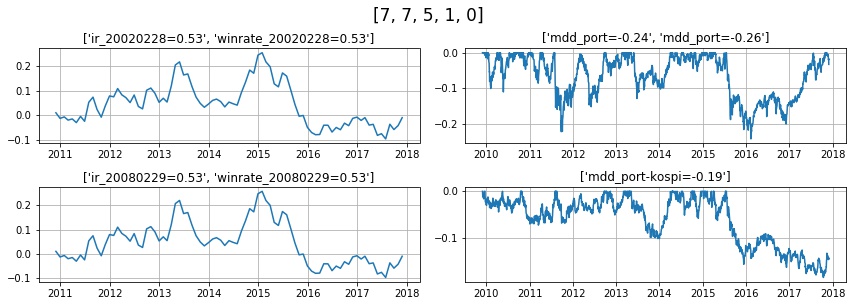 [7, 7, 5, 1, 0]
['ir_20020228=0.53', 'winrate_20020228=0.53']
0.2
0.1
0.0
−0.1
2011 2012 2013 2014 2015 2016 2017 2018
['mdd_port=-0.24', 'mdd_port=-0.26']
0.0
−0.1
−0.2
2010 2011 2012 2013 2014 2015 2016 2017 2018
['ir_20080229=0.53', 'winrate_20080229=0.53']
0.2
0.1
0.0
−0.1
2011 2012 2013 2014 2015 2016 2017 2018
['mdd_port-kospi=-0.19']
0.0
−0.1
2010 2011 2012 2013 2014 2015 2016 2017 2018